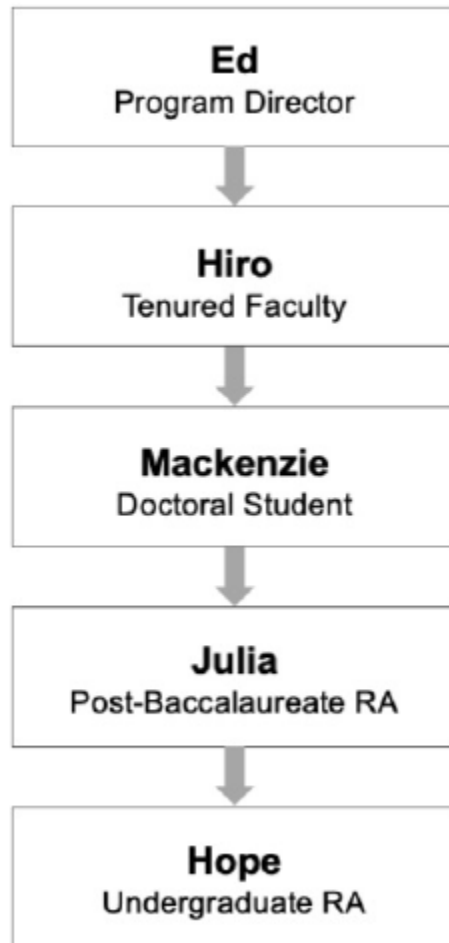 Ed
Program Director
Hiro
Tenured Faculty
Mackenzie
Doctoral Student
Julia
Post-Baccalaureate RA
Hope
Undergraduate RA